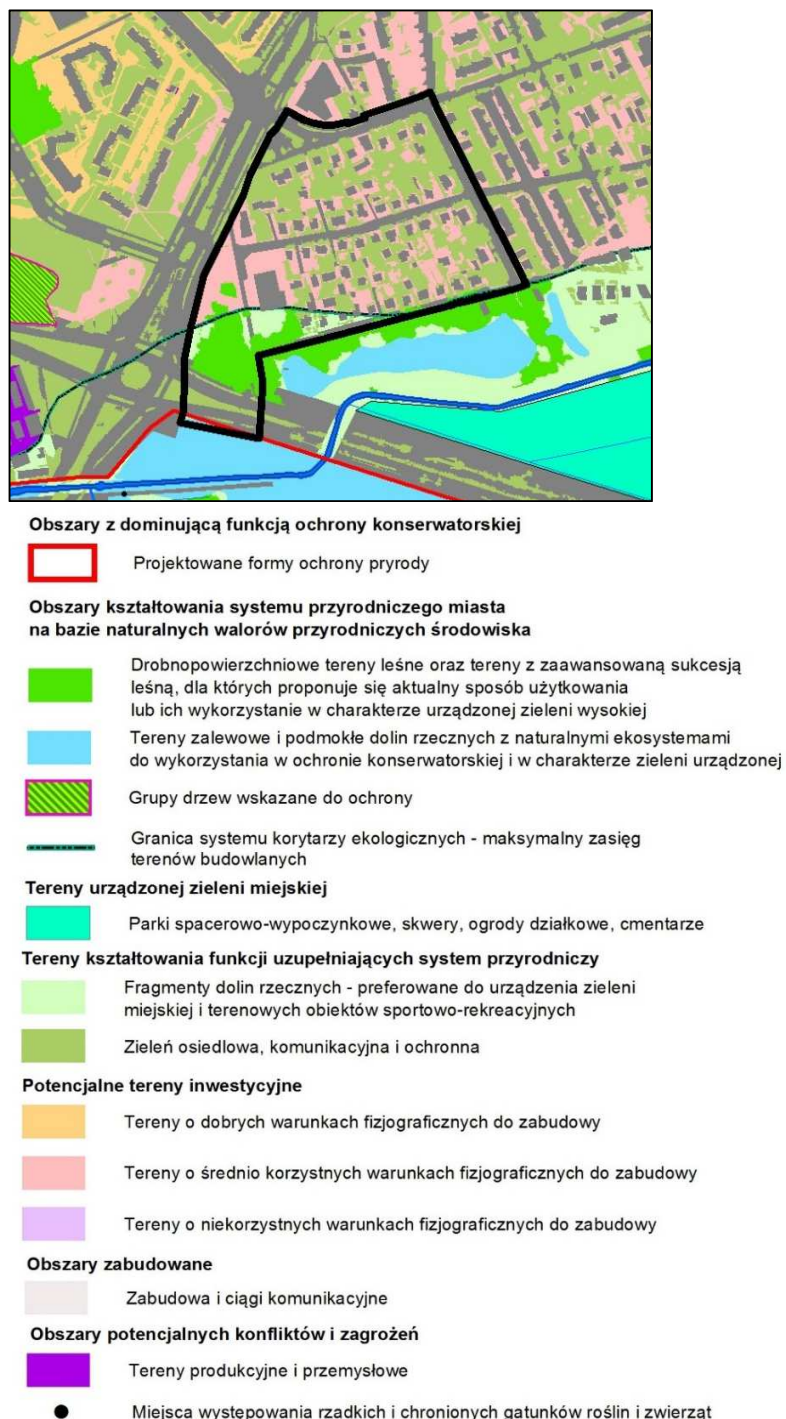 Obszary z dominującą funkcją ochrony konserwatorskiej
Projektowane formy ochrony pryrody
Obszary kształtowania systemu przyrodniczego miasta
na bazie naturalnych walorów przyrodniczych środowiska
Drobnopowierzchniowe tereny leśne oraz tereny z zaawansowaną sukcesją
leśną, dla których proponuje się aktualny sposób użytkowania
lub ich wykorzystanie w charakterze urządzonej zieleni wysokiej
Tereny zalewowe i podmokłe dolin rzecznych z naturalnymi ekosystemami
do wykorzystania w ochronie konserwatorskiej i w charakterze zieleni urządzonej
Grupy drzew wskazane do ochrony
Granica systemu korytarzy ekologicznych - maksymalny zasięg
terenów budowlanych
Tereny urządzonej zieleni miejskiej
Parki spacerowo-wypoczynkowe, skwery, ogrody działkowe, cmentarze
Tereny kształtowania funkcji uzupełniających system przyrodniczy
Fragmenty dolin rzecznych - preferowane do urządzenia zieleni
miejskiej i terenowych obiektów sportowo-rekreacyjnych
Zieleń osiedlowa, komunikacyjna i ochronna
Potencjalne tereny inwestycyjne
Tereny o dobrych warunkach fizjograficznych do zabudowy
Tereny o średnio korzystnych warunkach fizjograficznych do zabudowy
Tereny o niekorzystnych warunkach fizjograficznych do zabudowy
Obszary zabudowane
Zabudowa i ciągi komunikacyjne
Obszary potencjalnych konfliktów i zagrożeń
Tereny produkcyjne i przemysłowe
Miejsca występowania rzadkich i chronionych gatunków roślin i zwierząt